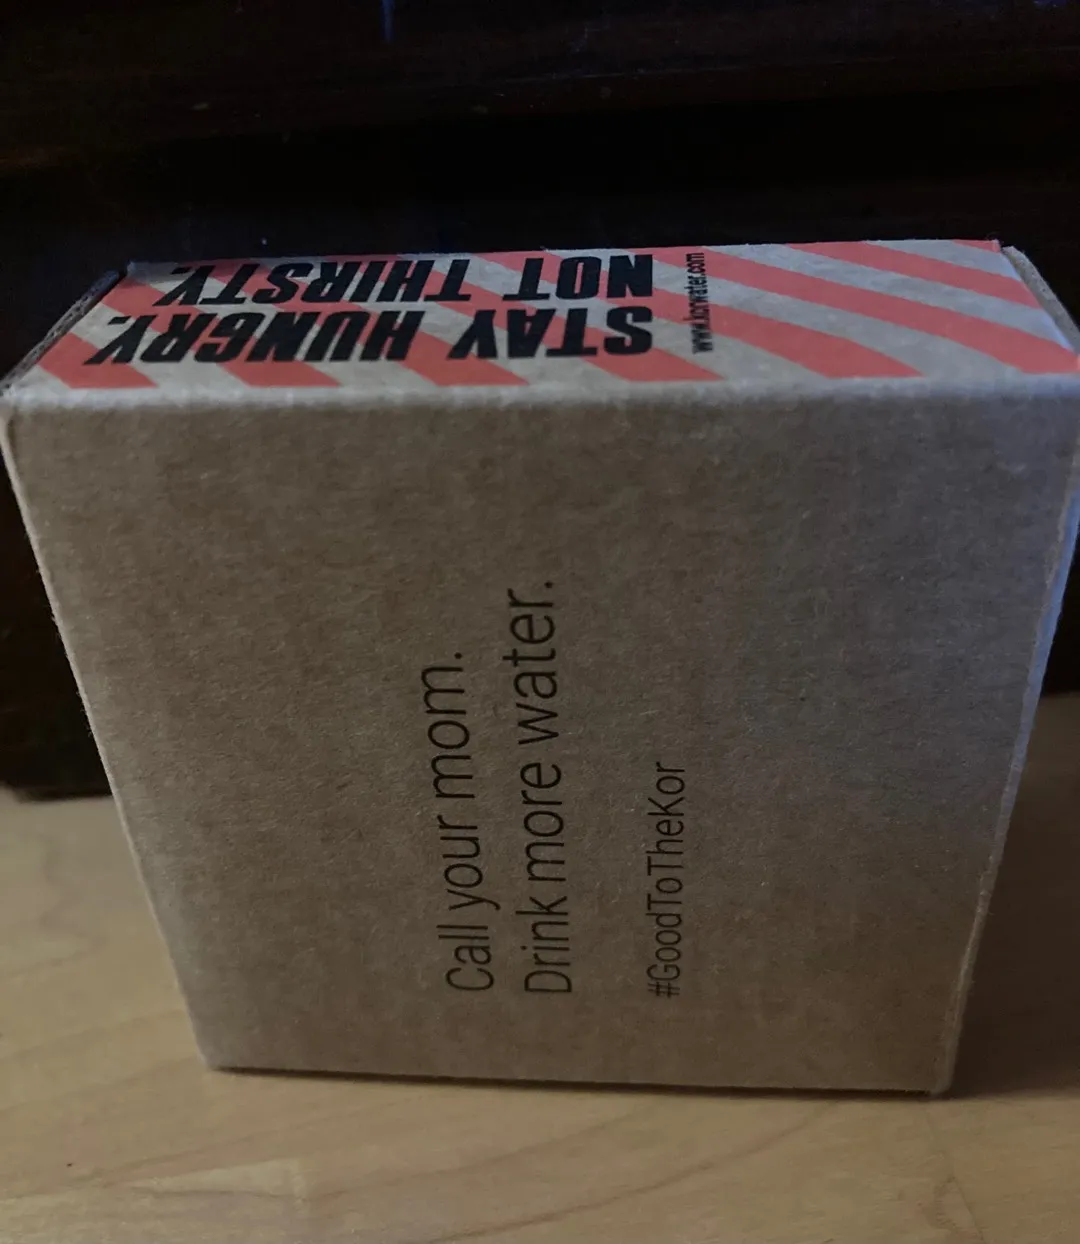 STAY HUNGRY.
NOT THIRSTY.
www.korwater.com
Call your mom.
Drink more water.
#GoodToTheKor